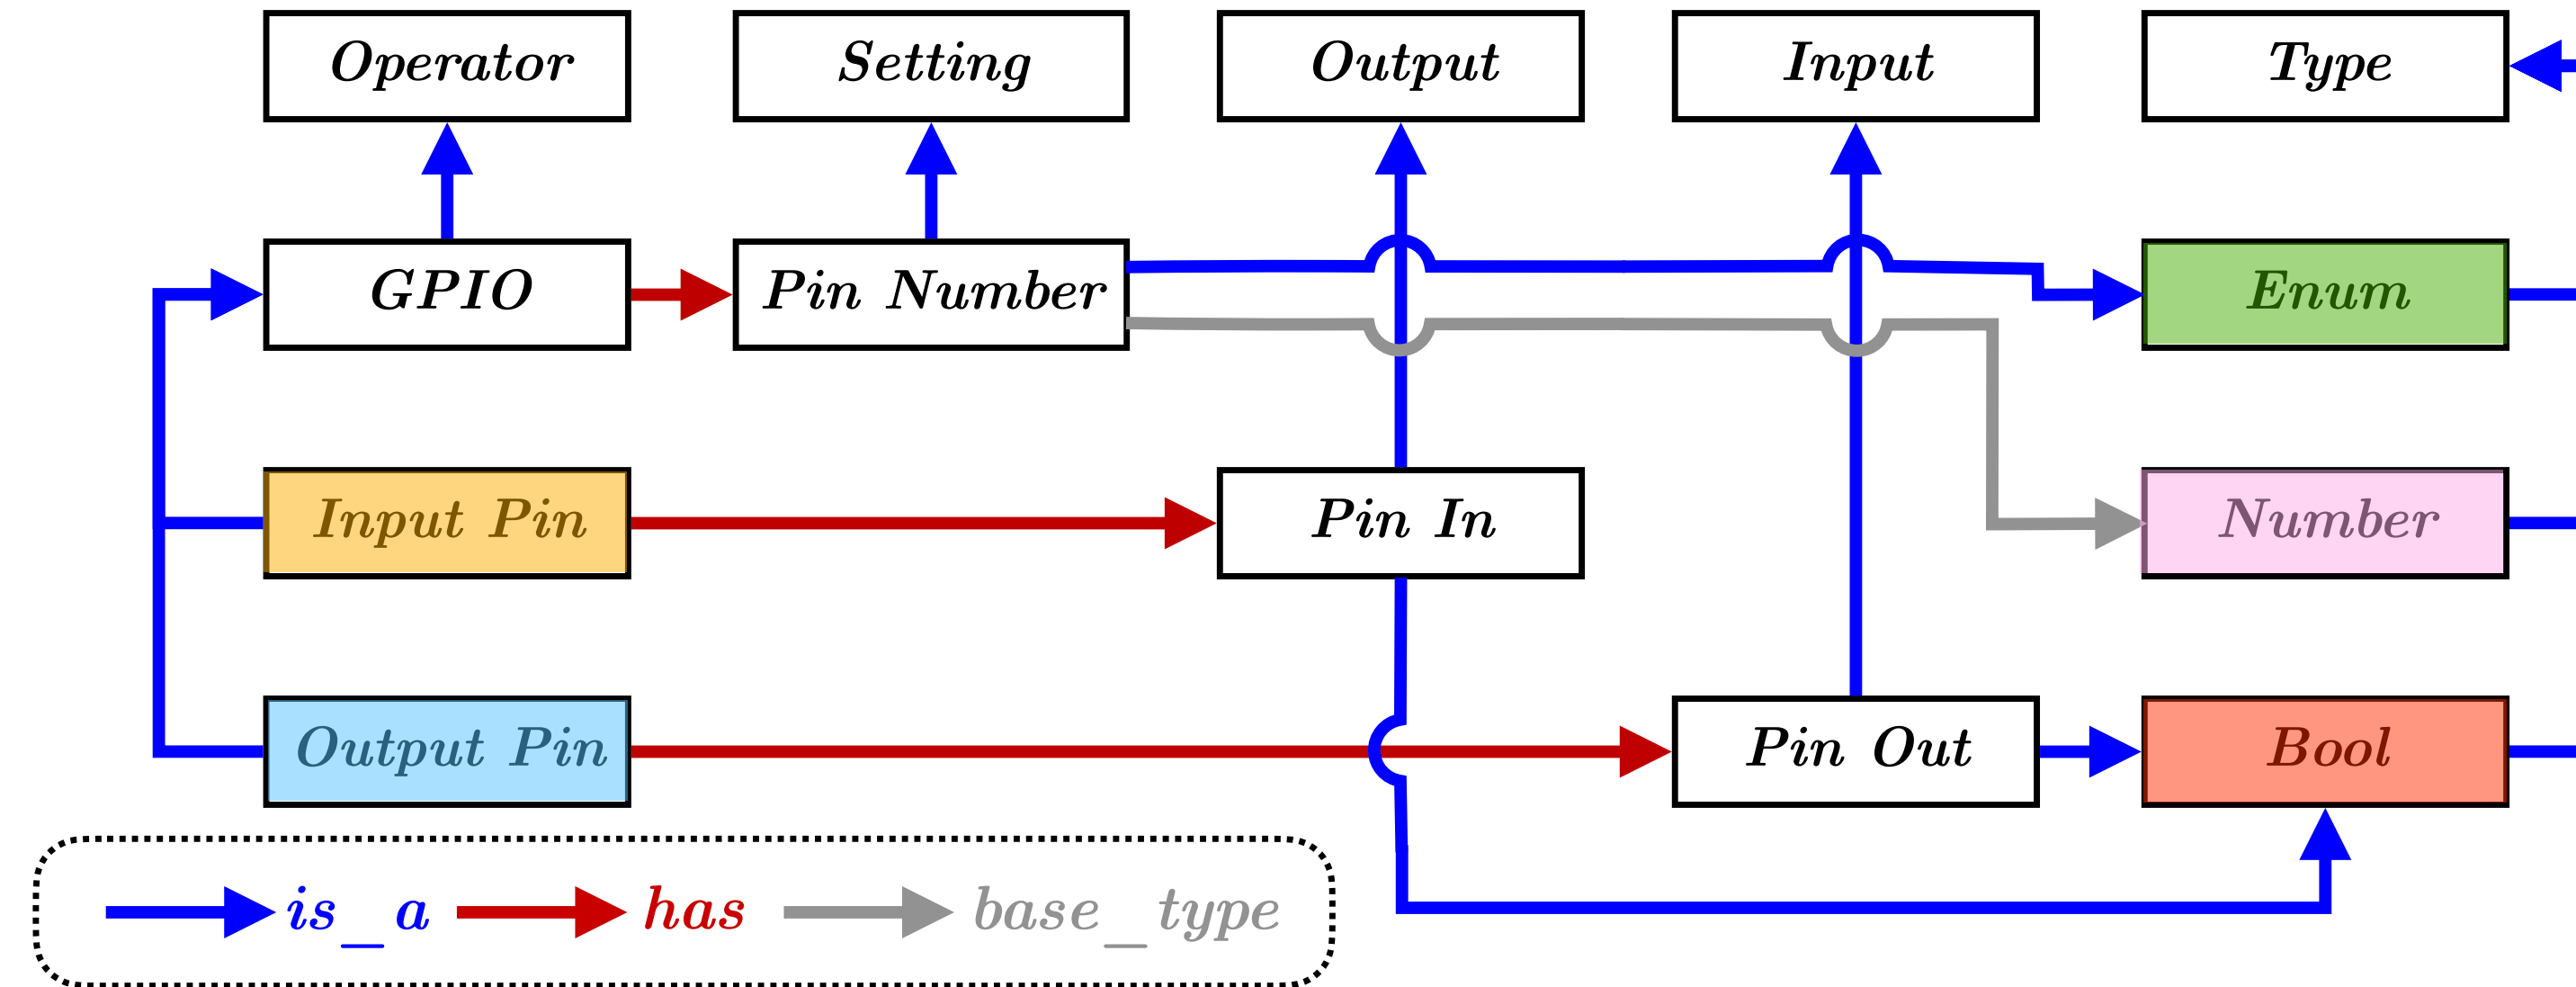 Operator
Setting
Output
Input
Type
GPIO
Pin Number
Enum
Input Pin
Pin In
Number
Output Pin
Pin Out
Bool
is_a
has
base_type